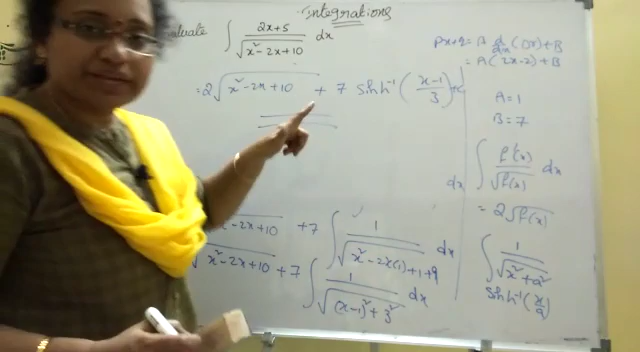 Integrations
evaluate ∫ (2x+5)/√(x²-2x+10) dx
= 2√(x²-2x+10) + 7 Sinh⁻¹((x-1)/3)+c
x²-2x+10 +7 ∫ 1/√(x²-2x(1)+1+9) dx
√x²-2x+10 +7 ∫ 1/√((x-1)²+3²) dx
dx
= A(2x-2)+B
A=1
B=7
∫ f'(x)/√f(x) dx
= 2√f(x)
∫ 1/√(x²+a²)
Sinh⁻¹(x/a)